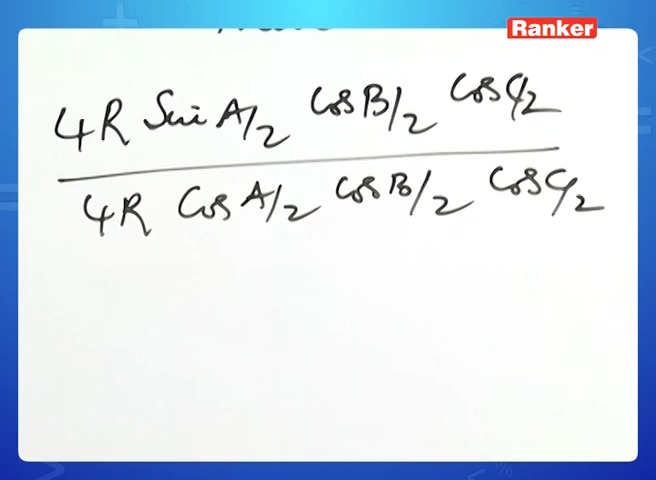 Ranker
4R Sin A/2 Cos B/2 Cos C/2
4R Cos A/2 Cos B/2 Cos C/2